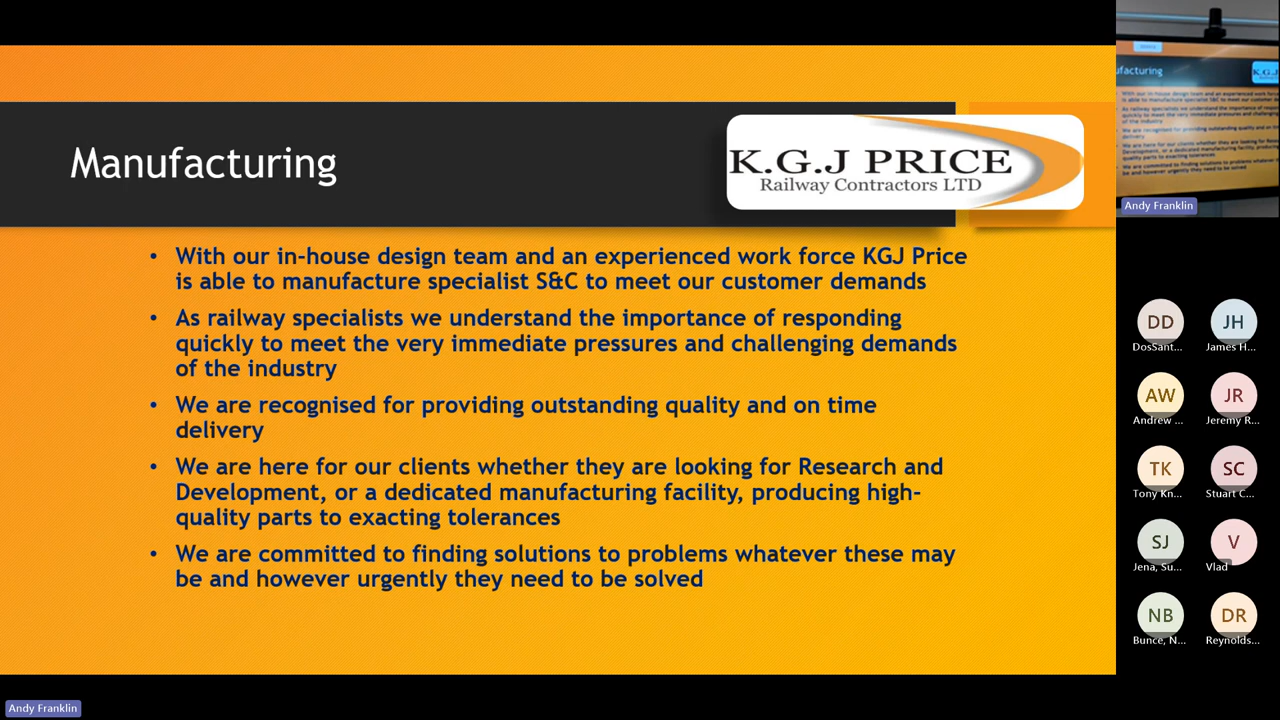 Manufacturing
K.G.J PRICE
Railway Contractors LTD
• With our in-house design team and an experienced work force KGJ Price
is able to manufacture specialist S&C to meet our customer demands
• As railway specialists we understand the importance of responding
quickly to meet the very immediate pressures and challenging demands
of the industry
• We are recognised for providing outstanding quality and on time
delivery
• We are here for our clients whether they are looking for Research and
Development, or a dedicated manufacturing facility, producing high-
quality parts to exacting tolerances
• We are committed to finding solutions to problems whatever these may
be and however urgently they need to be solved
Andy Franklin
Andy Franklin
DD
JH
DosSant...
James H...
AW
JR
Andrew ...
Jeremy R...
TK
SC
Tony Kn...
Stuart C...
SJ
V
Jena, Su...
Vlad
NB
DR
Bunce, N...
Reynolds...